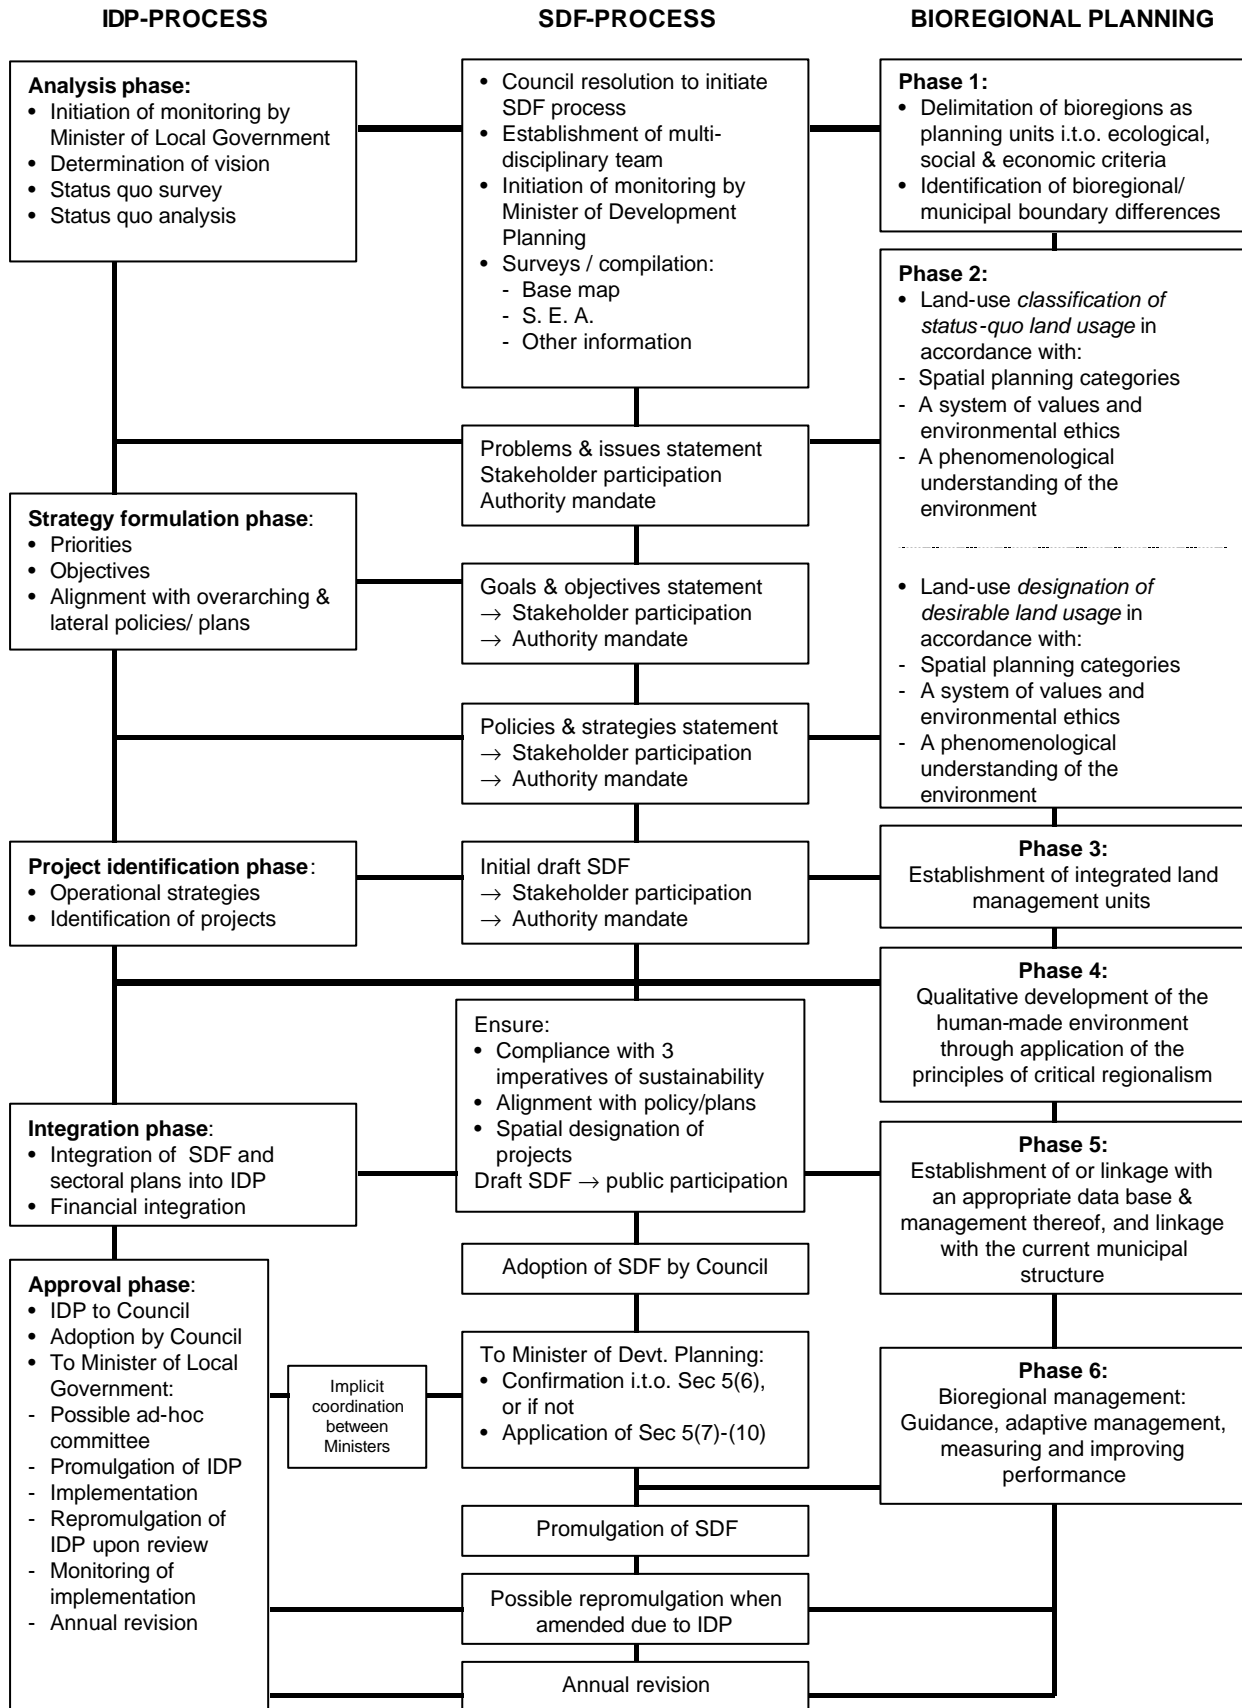 IDP-PROCESS
SDF-PROCESS
BIOREGIONAL PLANNING
Analysis phase:
• Initiation of monitoring by
Minister of Local Government
• Determination of vision
• Status quo survey
• Status quo analysis
• Council resolution to initiate
SDF process
• Establishment of multi-
disciplinary team
• Initiation of monitoring by
Minister of Development
Planning
• Surveys / compilation:
- Base map
- S. E. A.
- Other information
Phase 1:
• Delimitation of bioregions as
planning units i.t.o. ecological,
social & economic criteria
• Identification of bioregional/
municipal boundary differences
Phase 2:
• Land-use classification of
status-quo land usage in
accordance with:
- Spatial planning categories
- A system of values and
environmental ethics
- A phenomenological
understanding of the
environment
• Land-use designation of
desirable land usage in
accordance with:
- Spatial planning categories
- A system of values and
environmental ethics
- A phenomenological
understanding of the
environment
Problems & issues statement
Stakeholder participation
Authority mandate
Strategy formulation phase:
• Priorities
• Objectives
• Alignment with overarching &
lateral policies/ plans
Goals & objectives statement
→ Stakeholder participation
→ Authority mandate
Policies & strategies statement
→ Stakeholder participation
→ Authority mandate
Project identification phase:
• Operational strategies
• Identification of projects
Initial draft SDF
→ Stakeholder participation
→ Authority mandate
Phase 3:
Establishment of integrated land
management units
Phase 4:
Qualitative development of the
human-made environment
through application of the
principles of critical regionalism
Ensure:
• Compliance with 3
imperatives of sustainability
• Alignment with policy/plans
• Spatial designation of
projects
Draft SDF → public participation
Integration phase:
• Integration of SDF and
sectoral plans into IDP
• Financial integration
Phase 5:
Establishment of or linkage with
an appropriate data base &
management thereof, and linkage
with the current municipal
structure
Adoption of SDF by Council
Approval phase:
• IDP to Council
• Adoption by Council
• To Minister of Local
Government:
- Possible ad-hoc
committee
- Promulgation of IDP
- Implementation
- Repromulgation of
IDP upon review
- Monitoring of
implementation
- Annual revision
Implicit
coordination
between
Ministers
To Minister of Devt. Planning:
• Confirmation i.t.o. Sec 5(6),
or if not
• Application of Sec 5(7)-(10)
Phase 6:
Bioregional management:
Guidance, adaptive management,
measuring and improving
performance
Promulgation of SDF
Possible repromulgation when
amended due to IDP
Annual revision